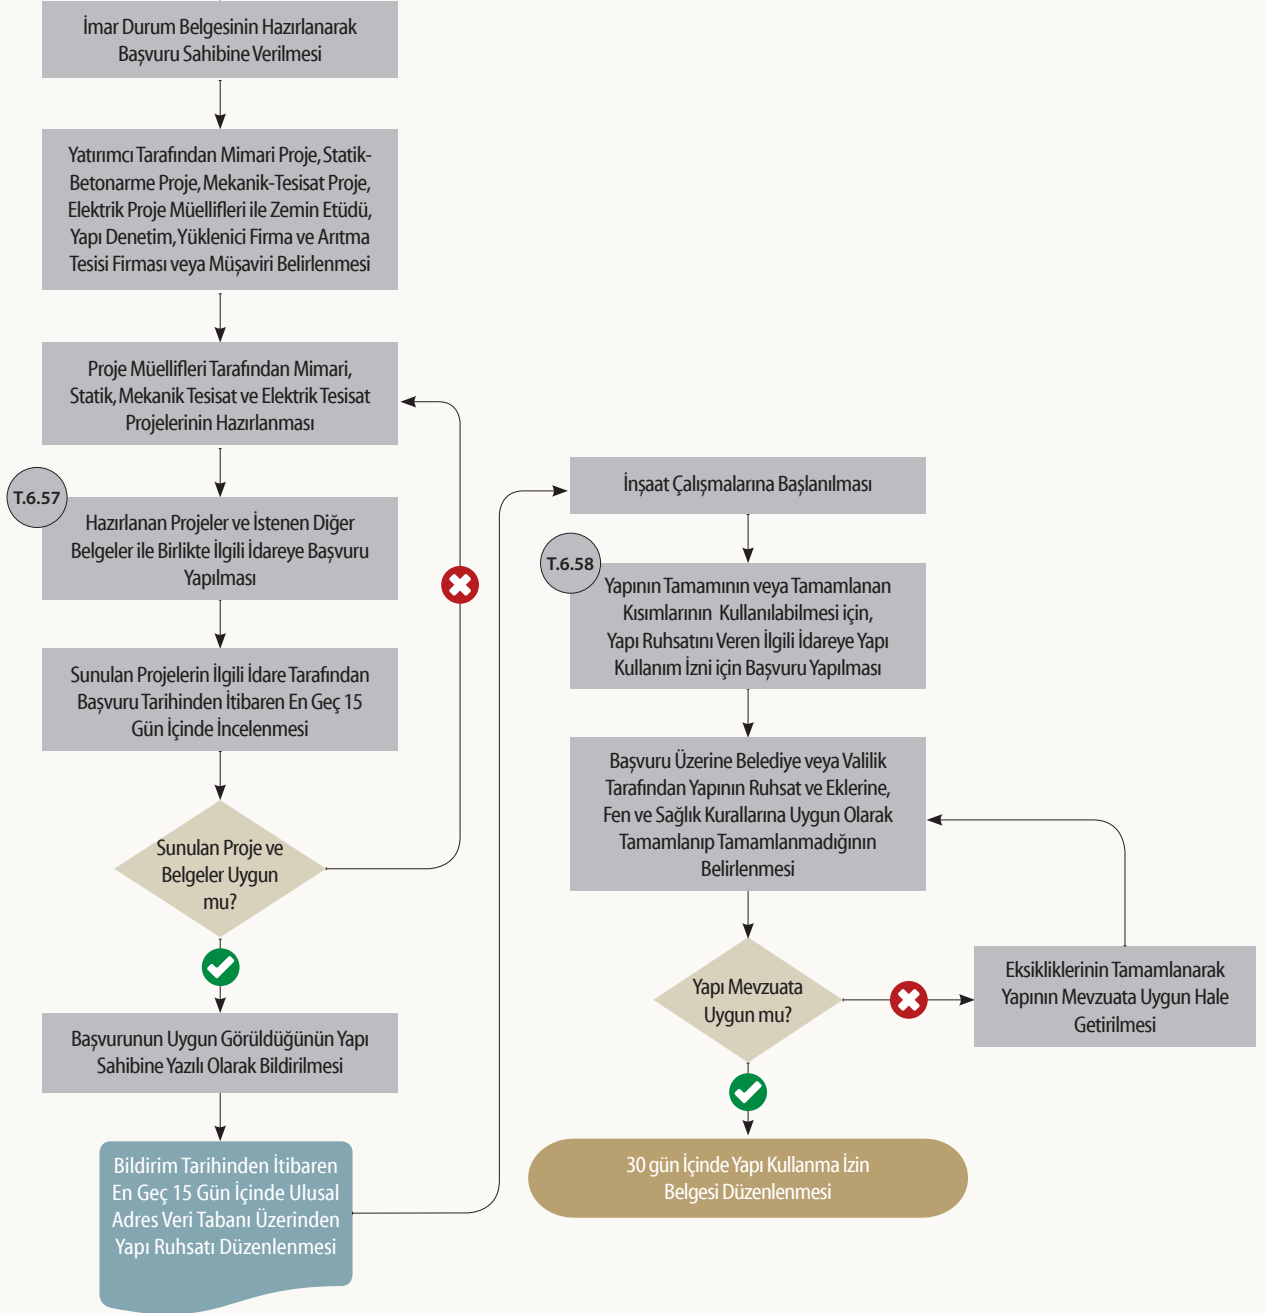 İmar Durum Belgesinin Hazırlanarak
Başvuru Sahibine Verilmesi
Yatırımcı Tarafından Mimari Proje, Statik-
Betonarme Proje, Mekanik-Tesisat Proje,
Elektrik Proje Müellifleri ile Zemin Etüdü,
Yapı Denetim, Yüklenici Firma ve Arıtma
Tesisi Firması veya Müşaviri Belirlenmesi
Proje Müellifleri Tarafından Mimari,
Statik, Mekanik Tesisat ve Elektrik Tesisat
Projelerinin Hazırlanması
T.6.57
Hazırlanan Projeler ve İstenen Diğer
Belgeler ile Birlikte İlgili İdareye Başvuru
Yapılması
Sunulan Projelerin İlgili İdare Tarafından
Başvuru Tarihinden İtibaren En Geç 15
Gün İçinde İncelenmesi
Sunulan Proje ve
Belgeler Uygun
mu?
Başvurunun Uygun Görüldüğünün Yapı
Sahibine Yazılı Olarak Bildirilmesi
Bildirim Tarihinden İtibaren
En Geç 15 Gün İçinde Ulusal
Adres Veri Tabanı Üzerinden
Yapı Ruhsatı Düzenlenmesi
İnşaat Çalışmalarına Başlanılması
T.6.58
Yapının Tamamının veya Tamamlanan
Kısımlarının Kullanılabilmesi için,
Yapı Ruhsatını Veren İlgili İdareye Yapı
Kullanım İzni için Başvuru Yapılması
Başvuru Üzerine Belediye veya Valilik
Tarafından Yapının Ruhsat ve Eklerine,
Fen ve Sağlık Kurallarına Uygun Olarak
Tamamlanıp Tamamlanmadığının
Belirlenmesi
Yapı Mevzuata
Uygun mu?
Eksikliklerinin Tamamlanarak
Yapının Mevzuata Uygun Hale
Getirilmesi
30 gün İçinde Yapı Kullanma İzin
Belgesi Düzenlenmesi